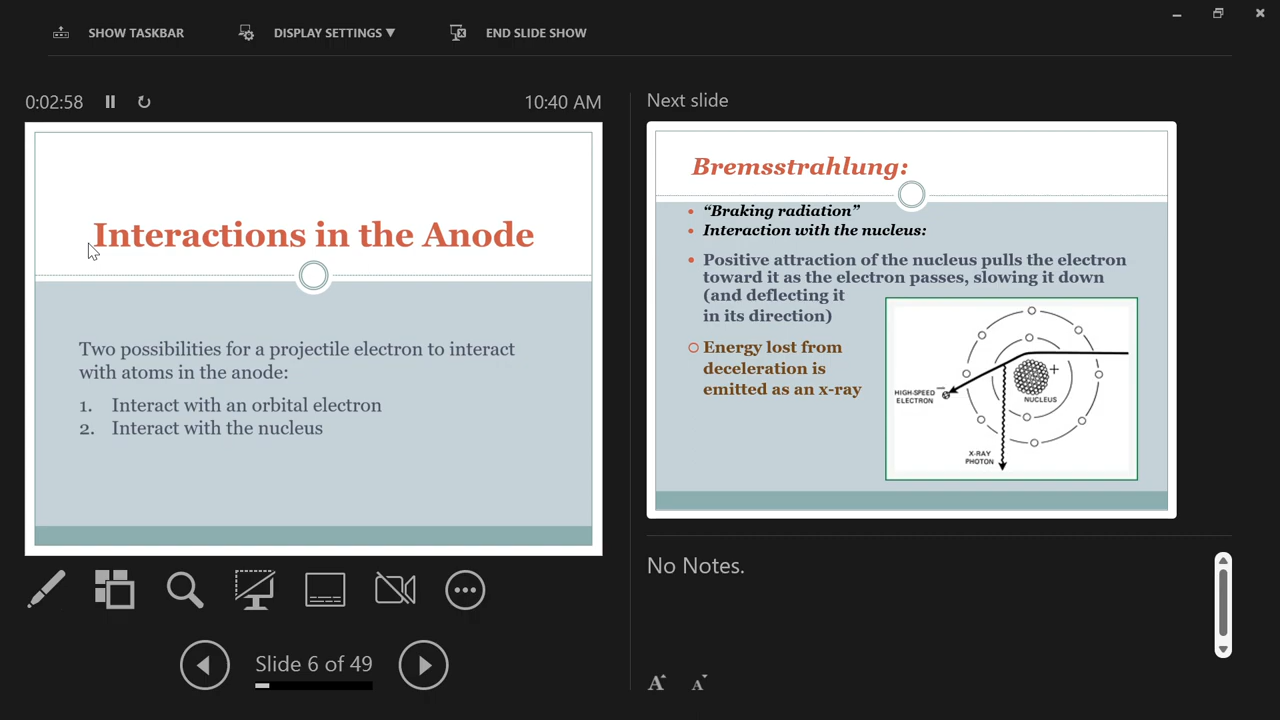 SHOW TASKBAR
DISPLAY SETTINGS ▼
END SLIDE SHOW
0:02:58
10:40 AM
Interactions in the Anode
Two possibilities for a projectile electron to interact
with atoms in the anode:
1. Interact with an orbital electron
2. Interact with the nucleus
Slide 6 of 49
Next slide
Bremsstrahlung:
• “Braking radiation”
• Interaction with the nucleus:
• Positive attraction of the nucleus pulls the electron
toward it as the electron passes, slowing it down
(and deflecting it
in its direction)
Energy lost from
deceleration is
emitted as an x-ray
HIGH-SPEED
ELECTRON
−
+
NUCLEUS
X-RAY
PHOTON
No Notes.
A A